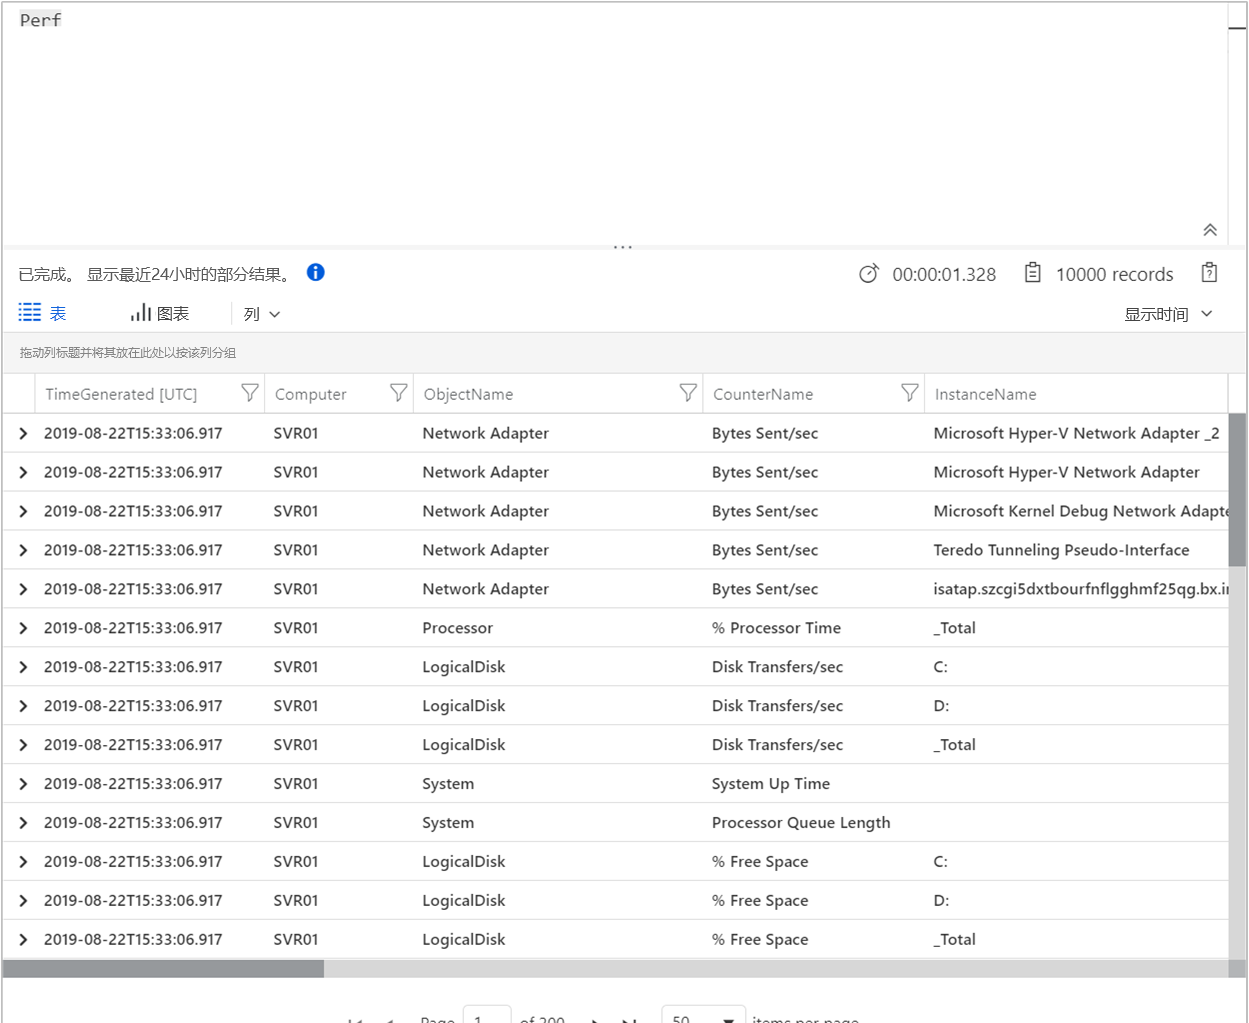 Perf
已完成。 显示最近24小时的部分结果。 00:00:01.328 10000 records
表 图表 列 显示时间
拖动列标题并将其放在此处以按该列分组
TimeGenerated [UTC] Computer ObjectName CounterName InstanceName
2019-08-22T15:33:06.917 SVR01 Network Adapter Bytes Sent/sec Microsoft Hyper-V Network Adapter _2
2019-08-22T15:33:06.917 SVR01 Network Adapter Bytes Sent/sec Microsoft Hyper-V Network Adapter
2019-08-22T15:33:06.917 SVR01 Network Adapter Bytes Sent/sec Microsoft Kernel Debug Network Adapte
2019-08-22T15:33:06.917 SVR01 Network Adapter Bytes Sent/sec Teredo Tunneling Pseudo-Interface
2019-08-22T15:33:06.917 SVR01 Network Adapter Bytes Sent/sec isatap.szcgi5dxtbourfnflgghmf25qg.bx.i
2019-08-22T15:33:06.917 SVR01 Processor % Processor Time _Total
2019-08-22T15:33:06.917 SVR01 LogicalDisk Disk Transfers/sec C:
2019-08-22T15:33:06.917 SVR01 LogicalDisk Disk Transfers/sec D:
2019-08-22T15:33:06.917 SVR01 LogicalDisk Disk Transfers/sec _Total
2019-08-22T15:33:06.917 SVR01 System System Up Time
2019-08-22T15:33:06.917 SVR01 System Processor Queue Length
2019-08-22T15:33:06.917 SVR01 LogicalDisk % Free Space C:
2019-08-22T15:33:06.917 SVR01 LogicalDisk % Free Space D:
2019-08-22T15:33:06.917 SVR01 LogicalDisk % Free Space _Total
Page 1 of 200 50 items per page